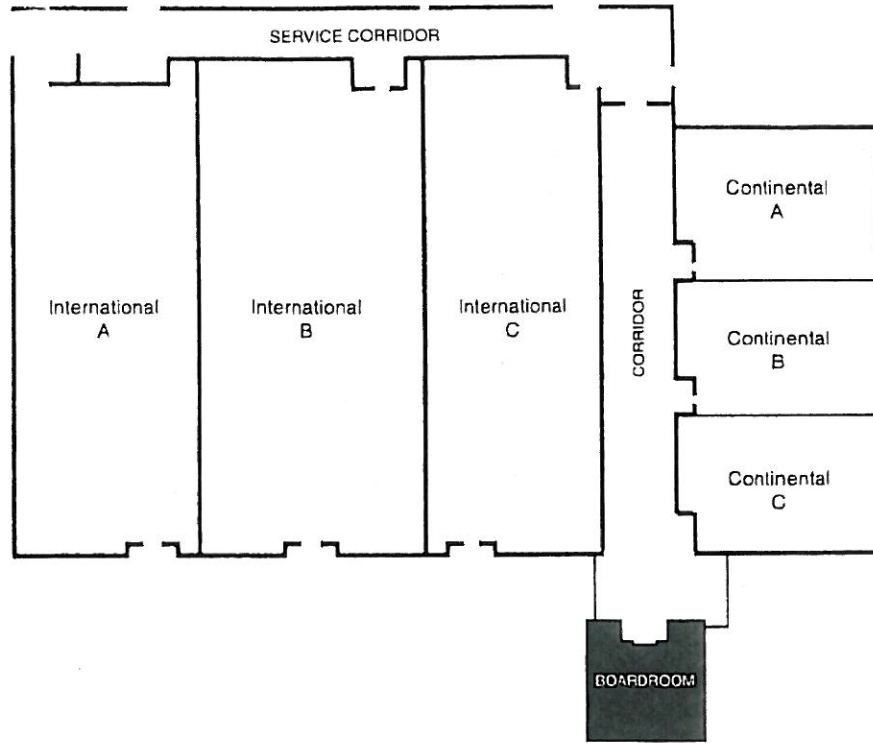 SERVICE CORRIDOR
Continental
A
International
A
International
B
International
C
CORRIDOR
Continental
B
Continental
C
BOARDROOM